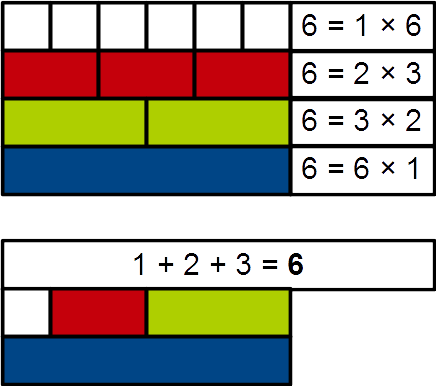 6 = 1 × 6
6 = 2 × 3
6 = 3 × 2
6 = 6 × 1
1 + 2 + 3 = 6